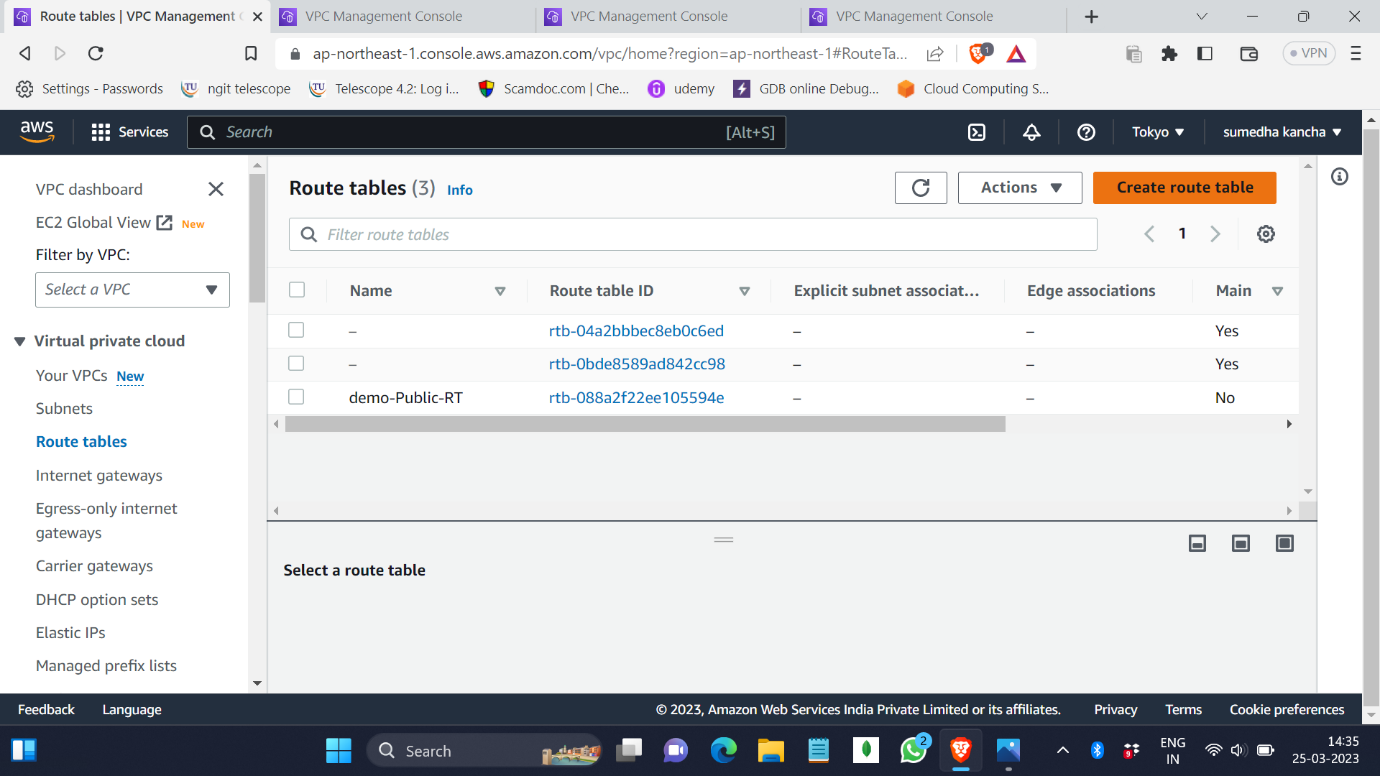 Route tables | VPC Management C
VPC Management Console
VPC Management Console
VPC Management Console
ap-northeast-1.console.aws.amazon.com/vpc/home?region=ap-northeast-1#RouteTa...
1
VPN
Settings - Passwords
TU
ngit telescope
TU
Telescope 4.2: Log i...
Scamdoc.com | Che...
udemy
GDB online Debug...
Cloud Computing S...
aws
Services
Search
[Alt+S]
Tokyo
sumedha kancha
VPC dashboard
EC2 Global View
New
Filter by VPC:
Select a VPC
Virtual private cloud
Your VPCs New
Subnets
Route tables
Internet gateways
Egress-only internet
gateways
Carrier gateways
DHCP option sets
Elastic IPs
Managed prefix lists
Route tables (3) Info
Actions
Create route table
Filter route tables
1
Name Route table ID Explicit subnet associat... Edge associations Main
– rtb-04a2bbbec8eb0c6ed – – Yes
– rtb-0bde8589ad842cc98 – – Yes
demo-Public-RT rtb-088a2f22ee105594e – – No
Select a route table
Feedback Language © 2023, Amazon Web Services India Private Limited or its affiliates. Privacy Terms Cookie preferences
Search
2
9
ENG
IN
14:35
25-03-2023